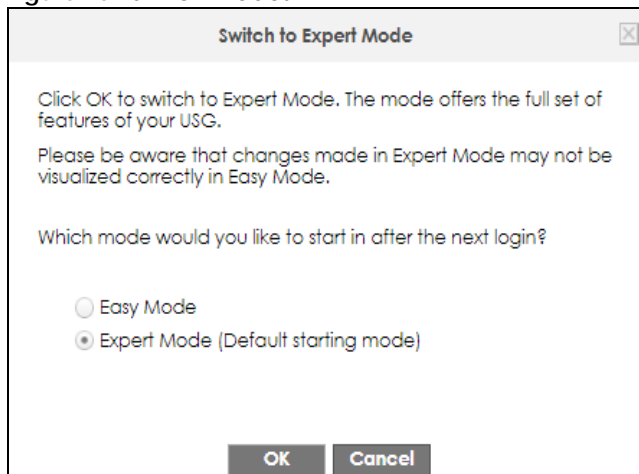 Switch to Expert Mode
Click OK to switch to Expert Mode. The mode offers the full set of
features of your USG.
Please be aware that changes made in Expert Mode may not be
visualized correctly in Easy Mode.
Which mode would you like to start in after the next login?
Easy Mode
Expert Mode (Default starting mode)
OK Cancel